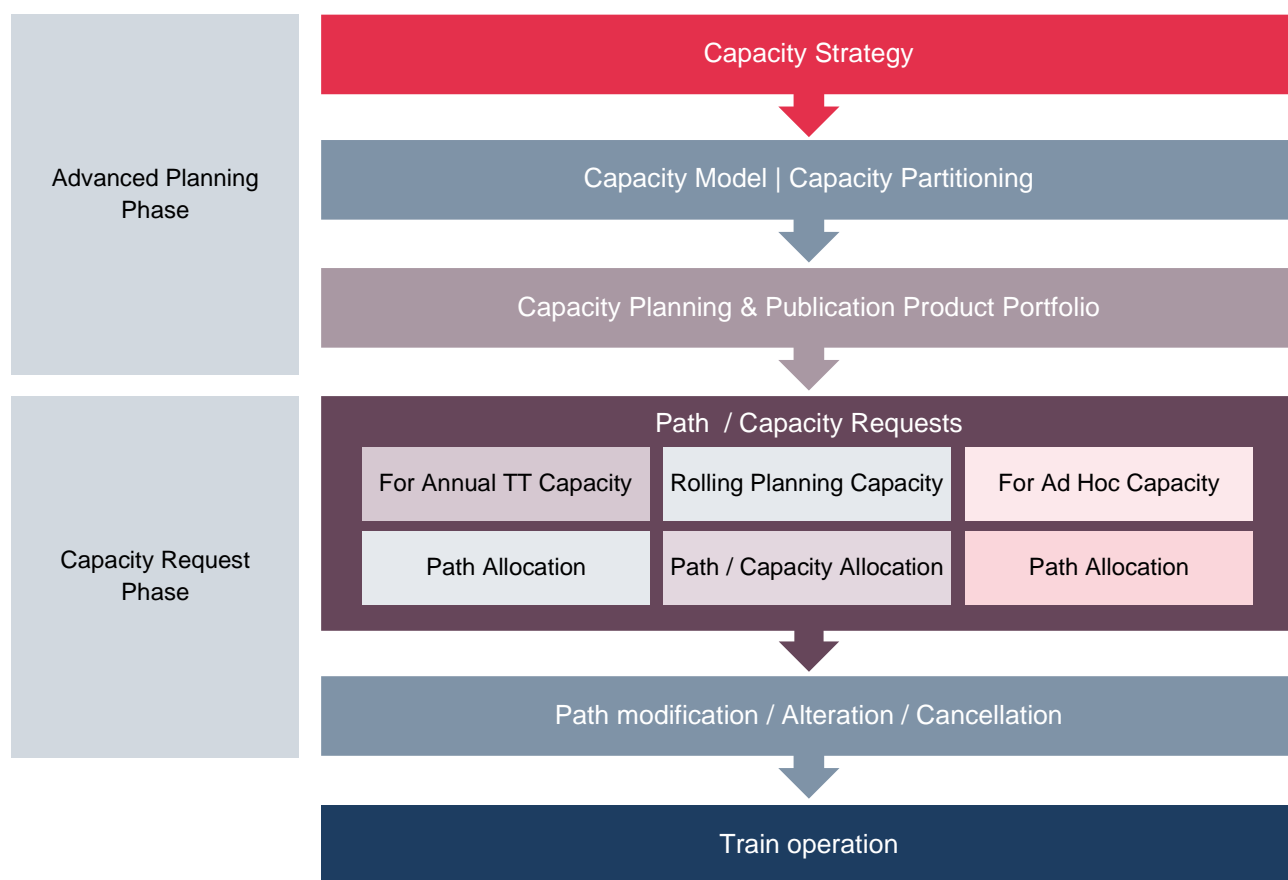 Capacity Strategy
Advanced Planning
Phase
Capacity Model | Capacity Partitioning
Capacity Planning & Publication Product Portfolio
Path / Capacity Requests
For Annual TT Capacity
Rolling Planning Capacity
For Ad Hoc Capacity
Path Allocation
Path / Capacity Allocation
Path Allocation
Capacity Request
Phase
Path modification / Alteration / Cancellation
Train operation